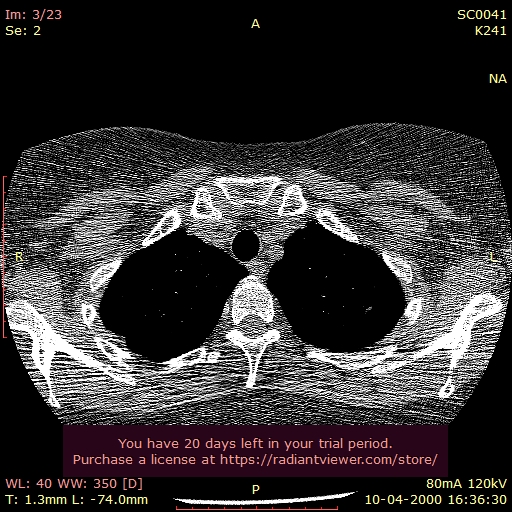 Im: 3/23
Se: 2
A
SC0041
K241
NA
R
L
You have 20 days left in your trial period.
Purchase a license at https://radiantviewer.com/store/
WL: 40 WW: 350 [D]
T: 1.3mm L: -74.0mm
P
80mA 120kV
10-04-2000 16:36:30